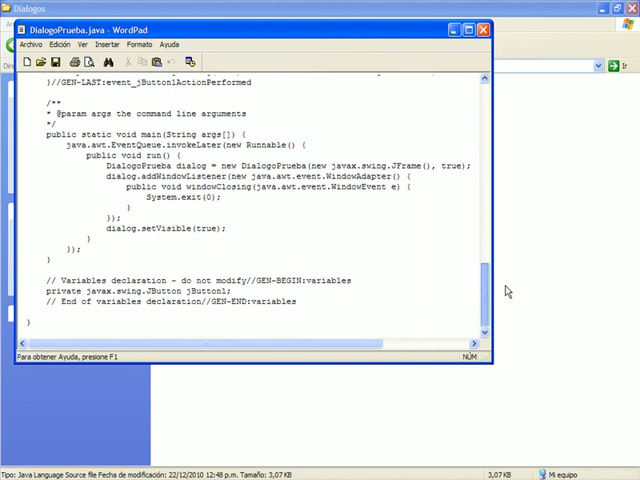 Dialogos
DialogoPrueba.java - WordPad
Archivo Edición Ver Insertar Formato Ayuda
Ir
}//GEN-LAST:event_jButton1ActionPerformed
/**
* @param args the command line arguments
*/
public static void main(String args[]) {
java.awt.EventQueue.invokeLater(new Runnable() {
public void run() {
DialogoPrueba dialog = new DialogoPrueba(new javax.swing.JFrame(), true);
dialog.addWindowListener(new java.awt.event.WindowAdapter() {
public void windowClosing(java.awt.event.WindowEvent e) {
System.exit(0);
}
});
dialog.setVisible(true);
}
});
}
// Variables declaration - do not modify//GEN-BEGIN:variables
private javax.swing.JButton jButton1;
// End of variables declaration//GEN-END:variables
}
Para obtener Ayuda, presione F1
NÚM
Tipo: Java Language Source file Fecha de modificación: 22/12/2010 12:48 p.m. Tamaño: 3,07 KB
3,07 KB
Mi equipo